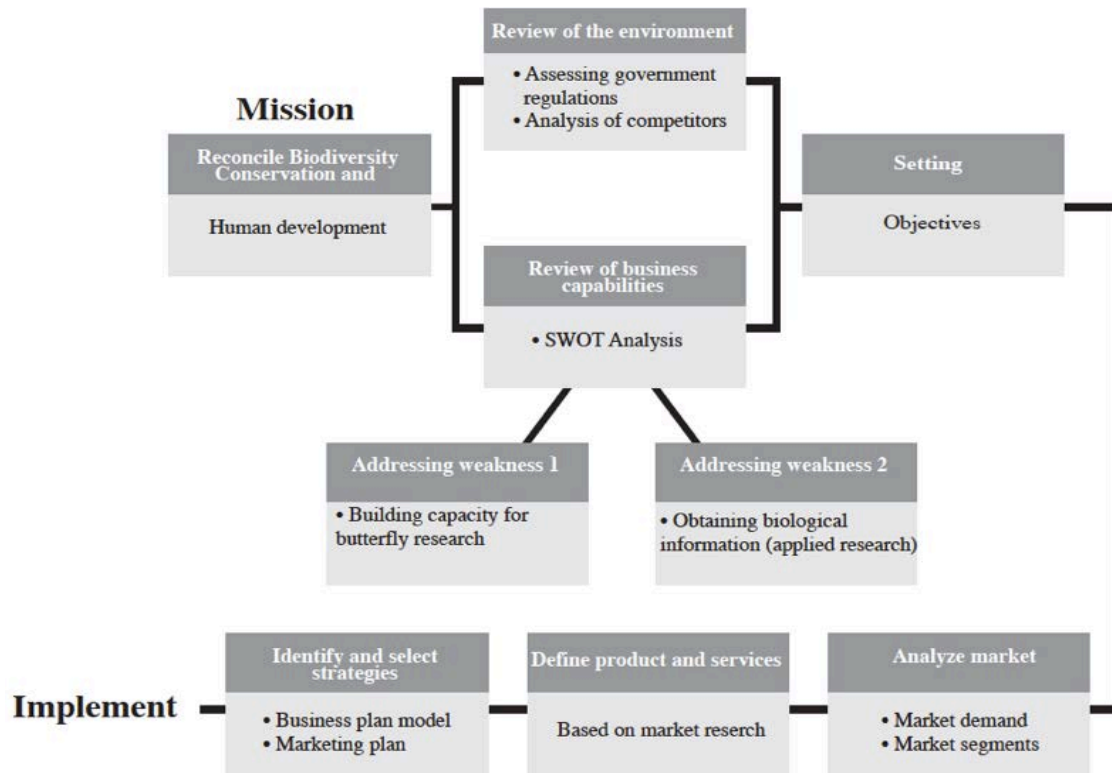 Mission
Reconcile Biodiversity
Conservation and
Human development
Review of the environment
• Assessing government
regulations
• Analysis of competitors
Review of business
capabilities
• SWOT Analysis
Setting
Objectives
Addressing weakness 1
• Building capacity for
butterfly research
Addressing weakness 2
• Obtaining biological
information (applied research)
Implement
Identify and select
strategies
• Business plan model
• Marketing plan
Define product and services
Based on market reserch
Analyze market
• Market demand
• Market segments